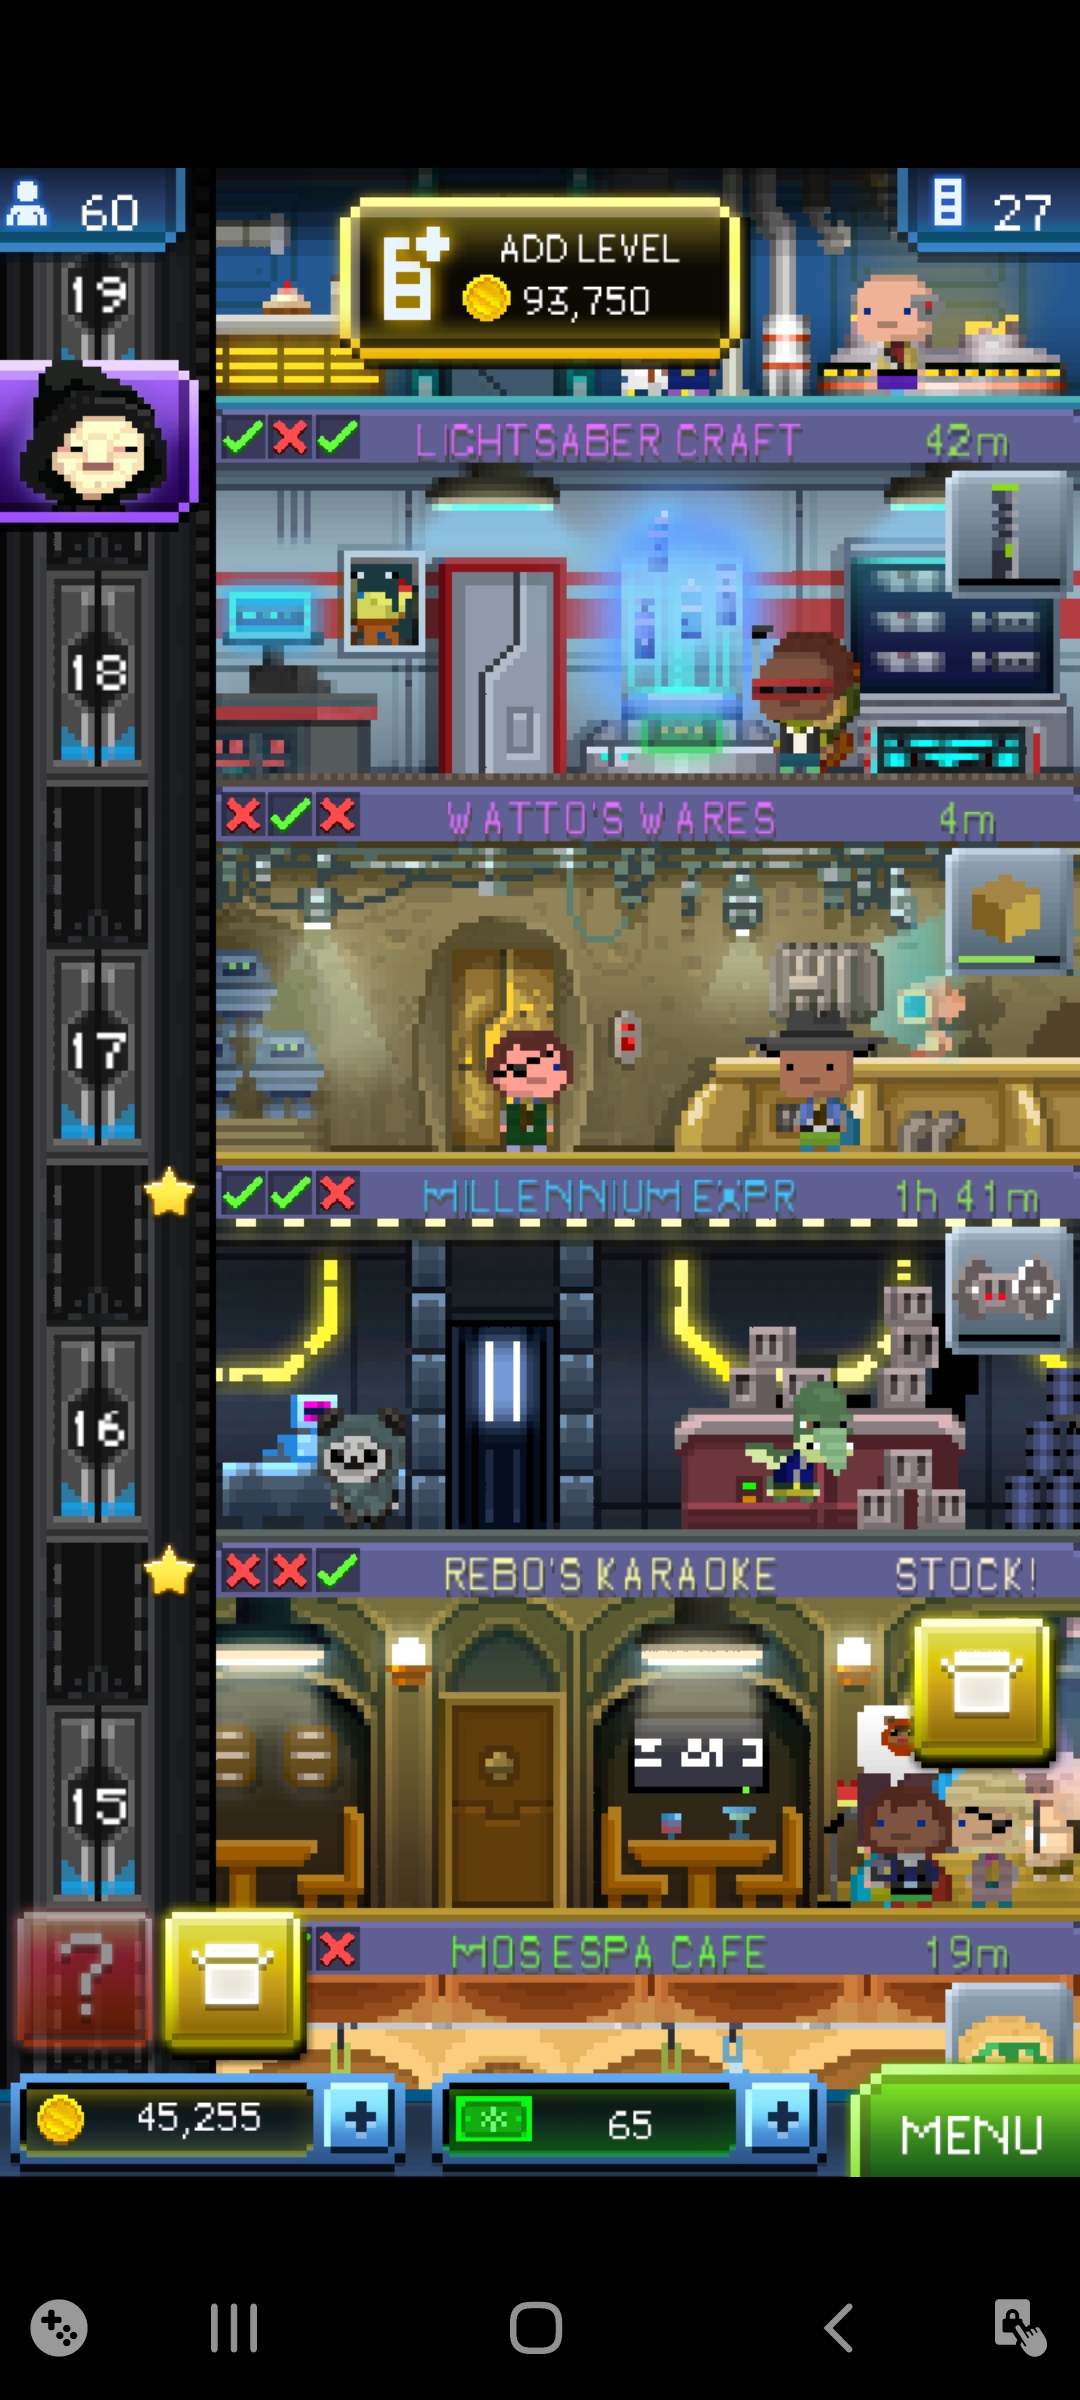 60
ADD LEVEL
93,750
27
19
LIGHTSABER CRAFT
42m
18
WATTO'S WARES
4m
17
MILLENNIUM EXPR
1h 41m
16
REBO'S KARAOKE
STOCK!
15
?
MOS ESPA CAFE
19m
45,255
+
65
+
MENU